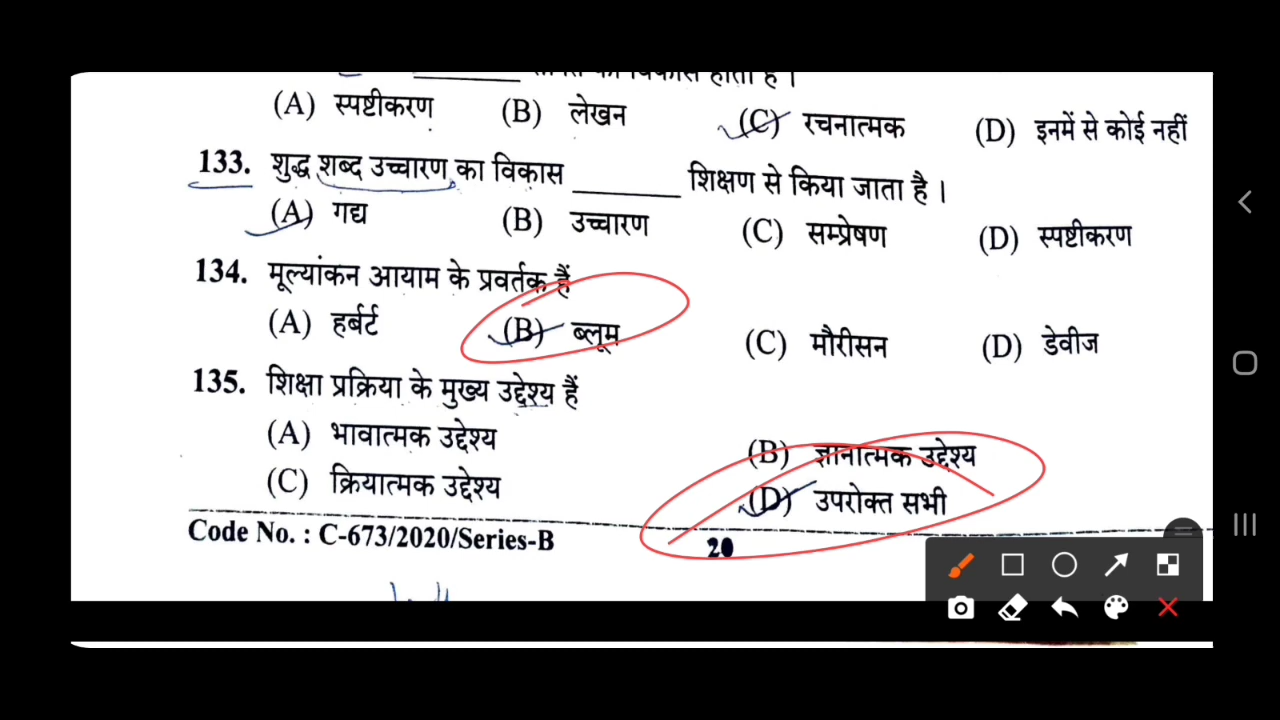 (A) स्पष्टीकरण (B) लेखन (C) रचनात्मक (D) इनमें से कोई नहीं
133. शुद्ध शब्द उच्चारण का विकास ________ शिक्षण से किया जाता है ।
(A) गद्य (B) उच्चारण (C) सम्प्रेषण (D) स्पष्टीकरण
134. मूल्यांकन आयाम के प्रवर्तक हैं
(A) हर्बर्ट (B) ब्लूम (C) मौरीसन (D) डेवीज
135. शिक्षा प्रक्रिया के मुख्य उद्देश्य हैं
(A) भावात्मक उद्देश्य (B) ज्ञानात्मक उद्देश्य
(C) क्रियात्मक उद्देश्य (D) उपरोक्त सभी
Code No. : C-673/2020/Series-B 20